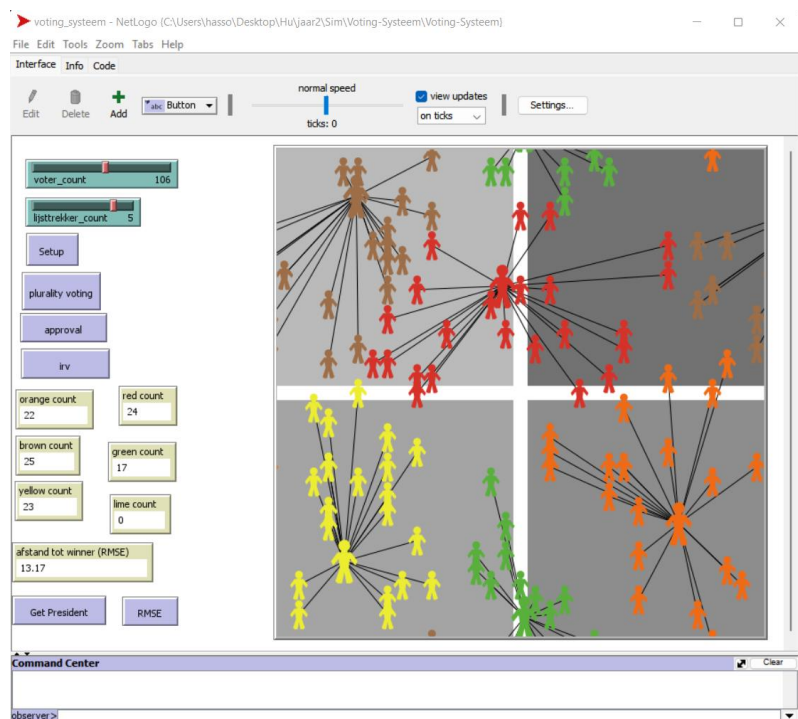 voting_systeem - NetLogo {C:\Users\hasso\Desktop\Hu\jaar2\Sim\Voting-Systeem\Voting-Systeem}
File Edit Tools Zoom Tabs Help
Interface Info Code
Edit Delete Add abc Button normal speed ticks: 0 view updates on ticks Settings...
voter_count 106
lijsttrekker_count 5
Setup
plurality voting
approval
irv
orange count
22
red count
24
brown count
25
green count
17
yellow count
23
lime count
0
afstand tot winner (RMSE)
13.17
Get President RMSE
Command Center Clear
observer>